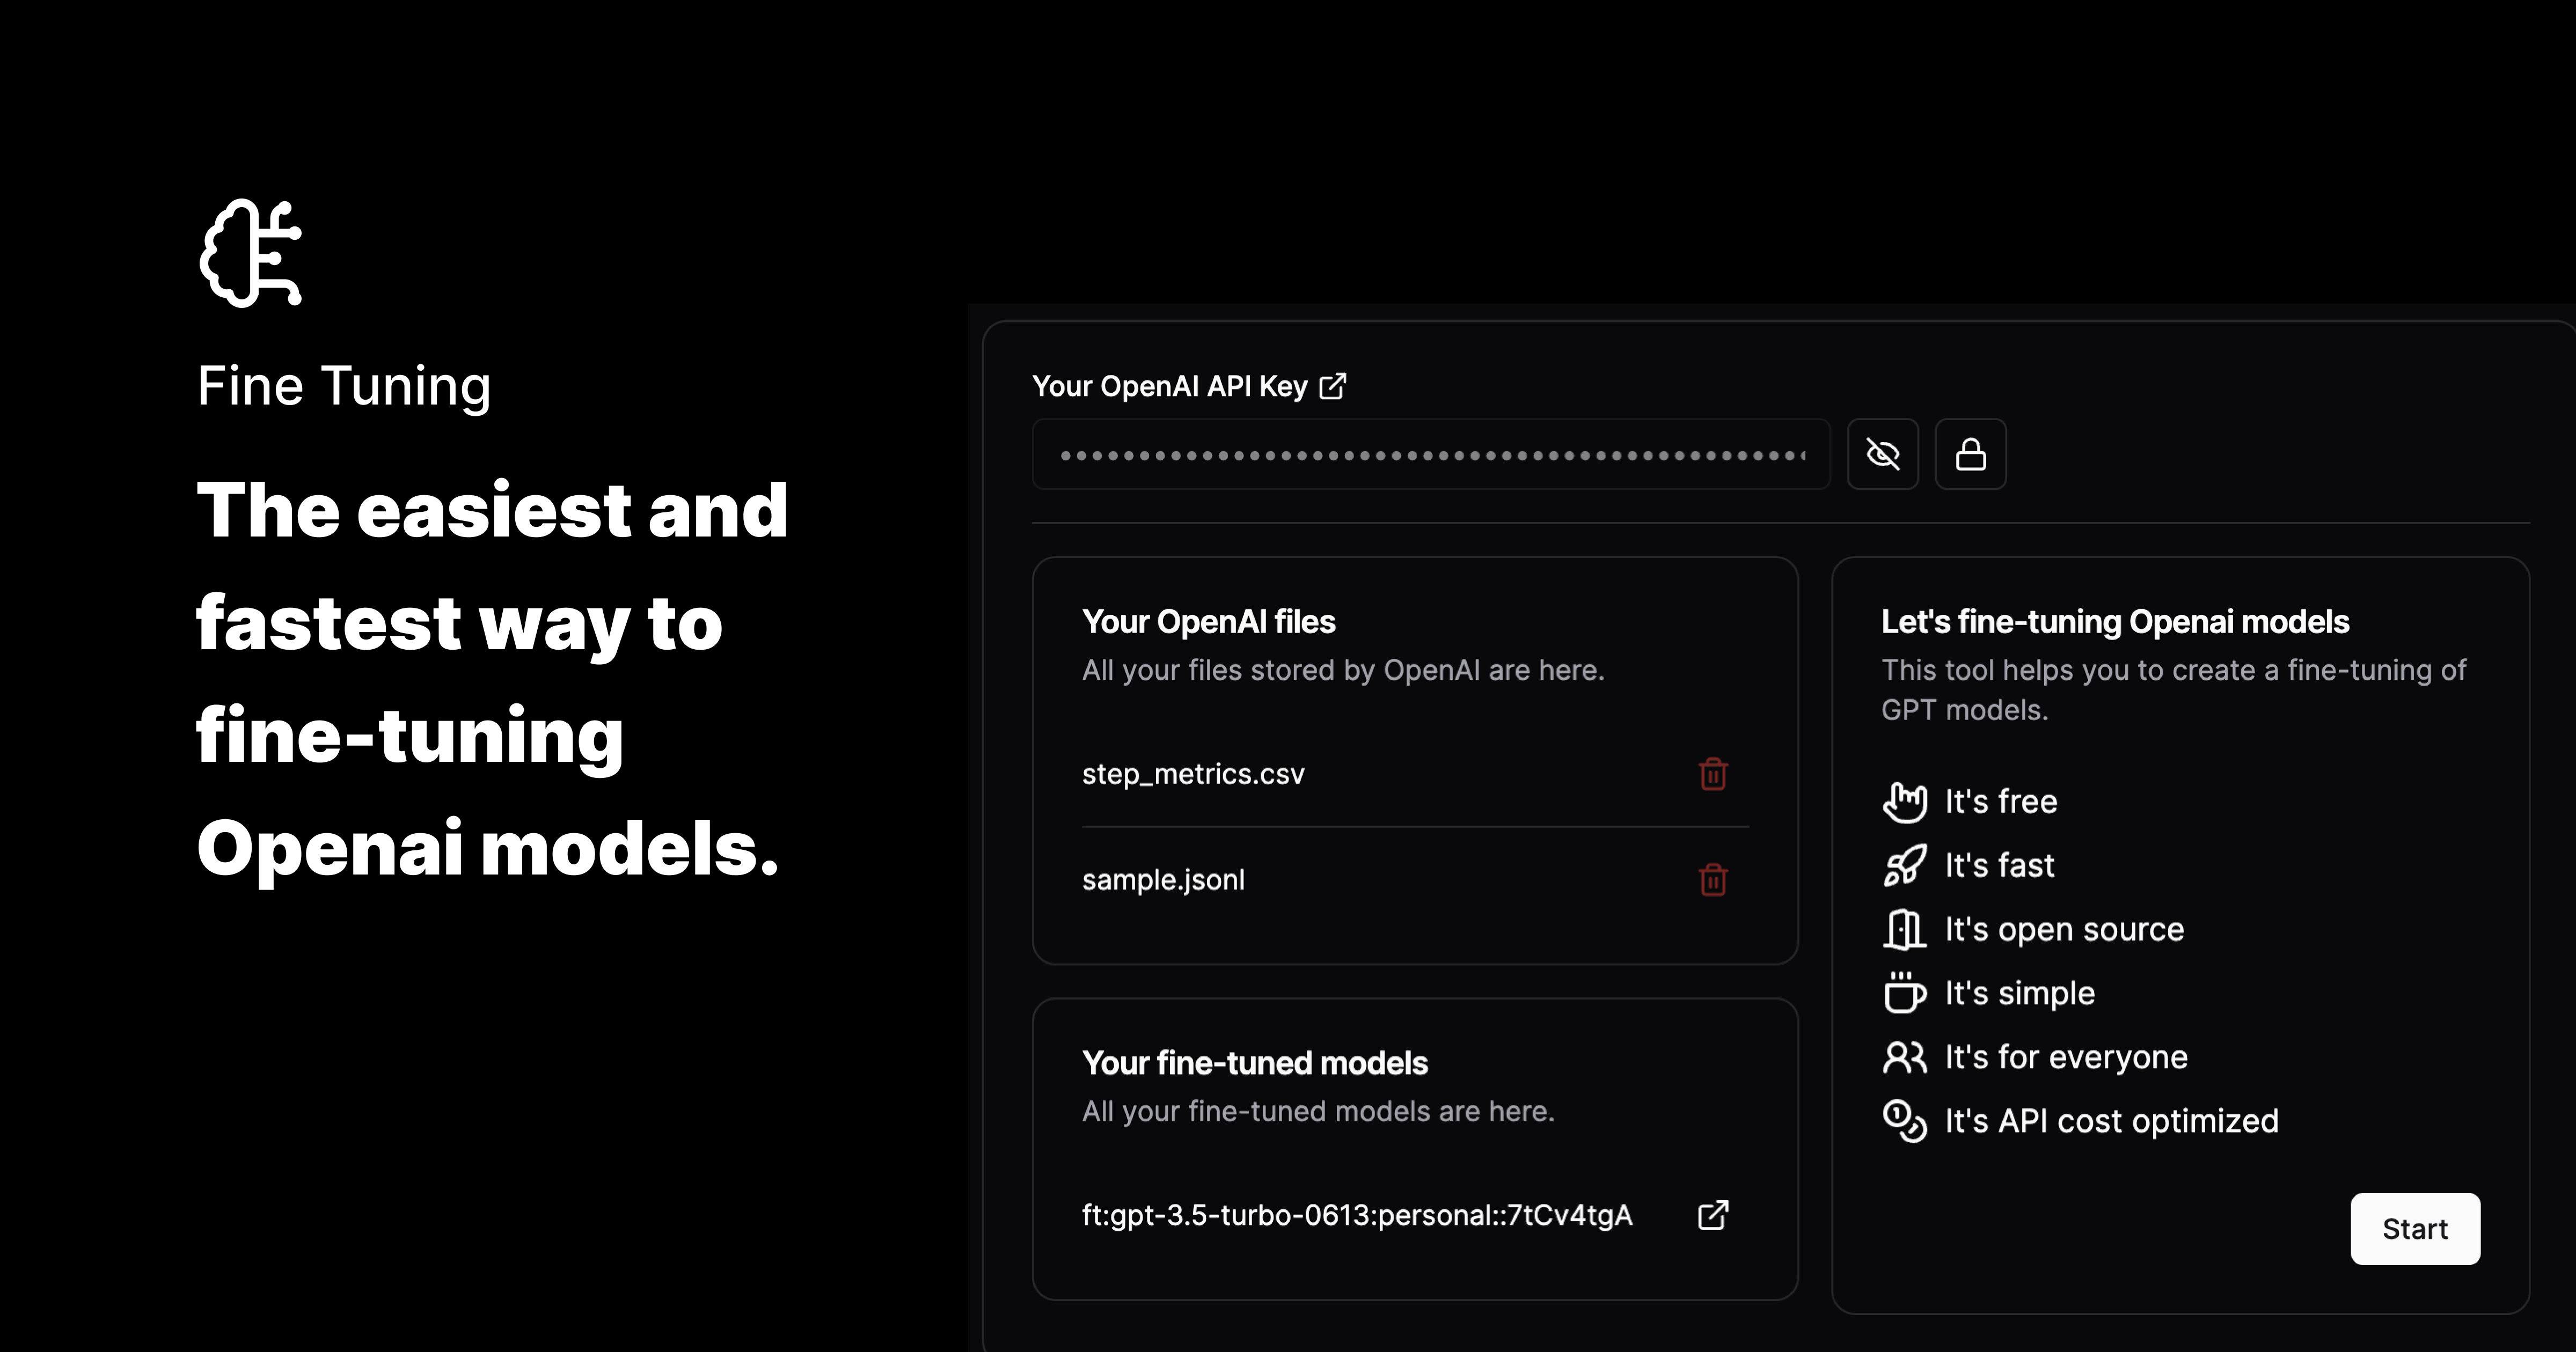 Fine Tuning
The easiest and
fastest way to
fine-tuning
Openai models.
Your OpenAI API Key
Your OpenAI files
All your files stored by OpenAI are here.
step_metrics.csv
sample.jsonl
Your fine-tuned models
All your fine-tuned models are here.
ft:gpt-3.5-turbo-0613:personal::7tCv4tgA
Let's fine-tuning Openai models
This tool helps you to create a fine-tuning of
GPT models.
It's free
It's fast
It's open source
It's simple
It's for everyone
It's API cost optimized
Start